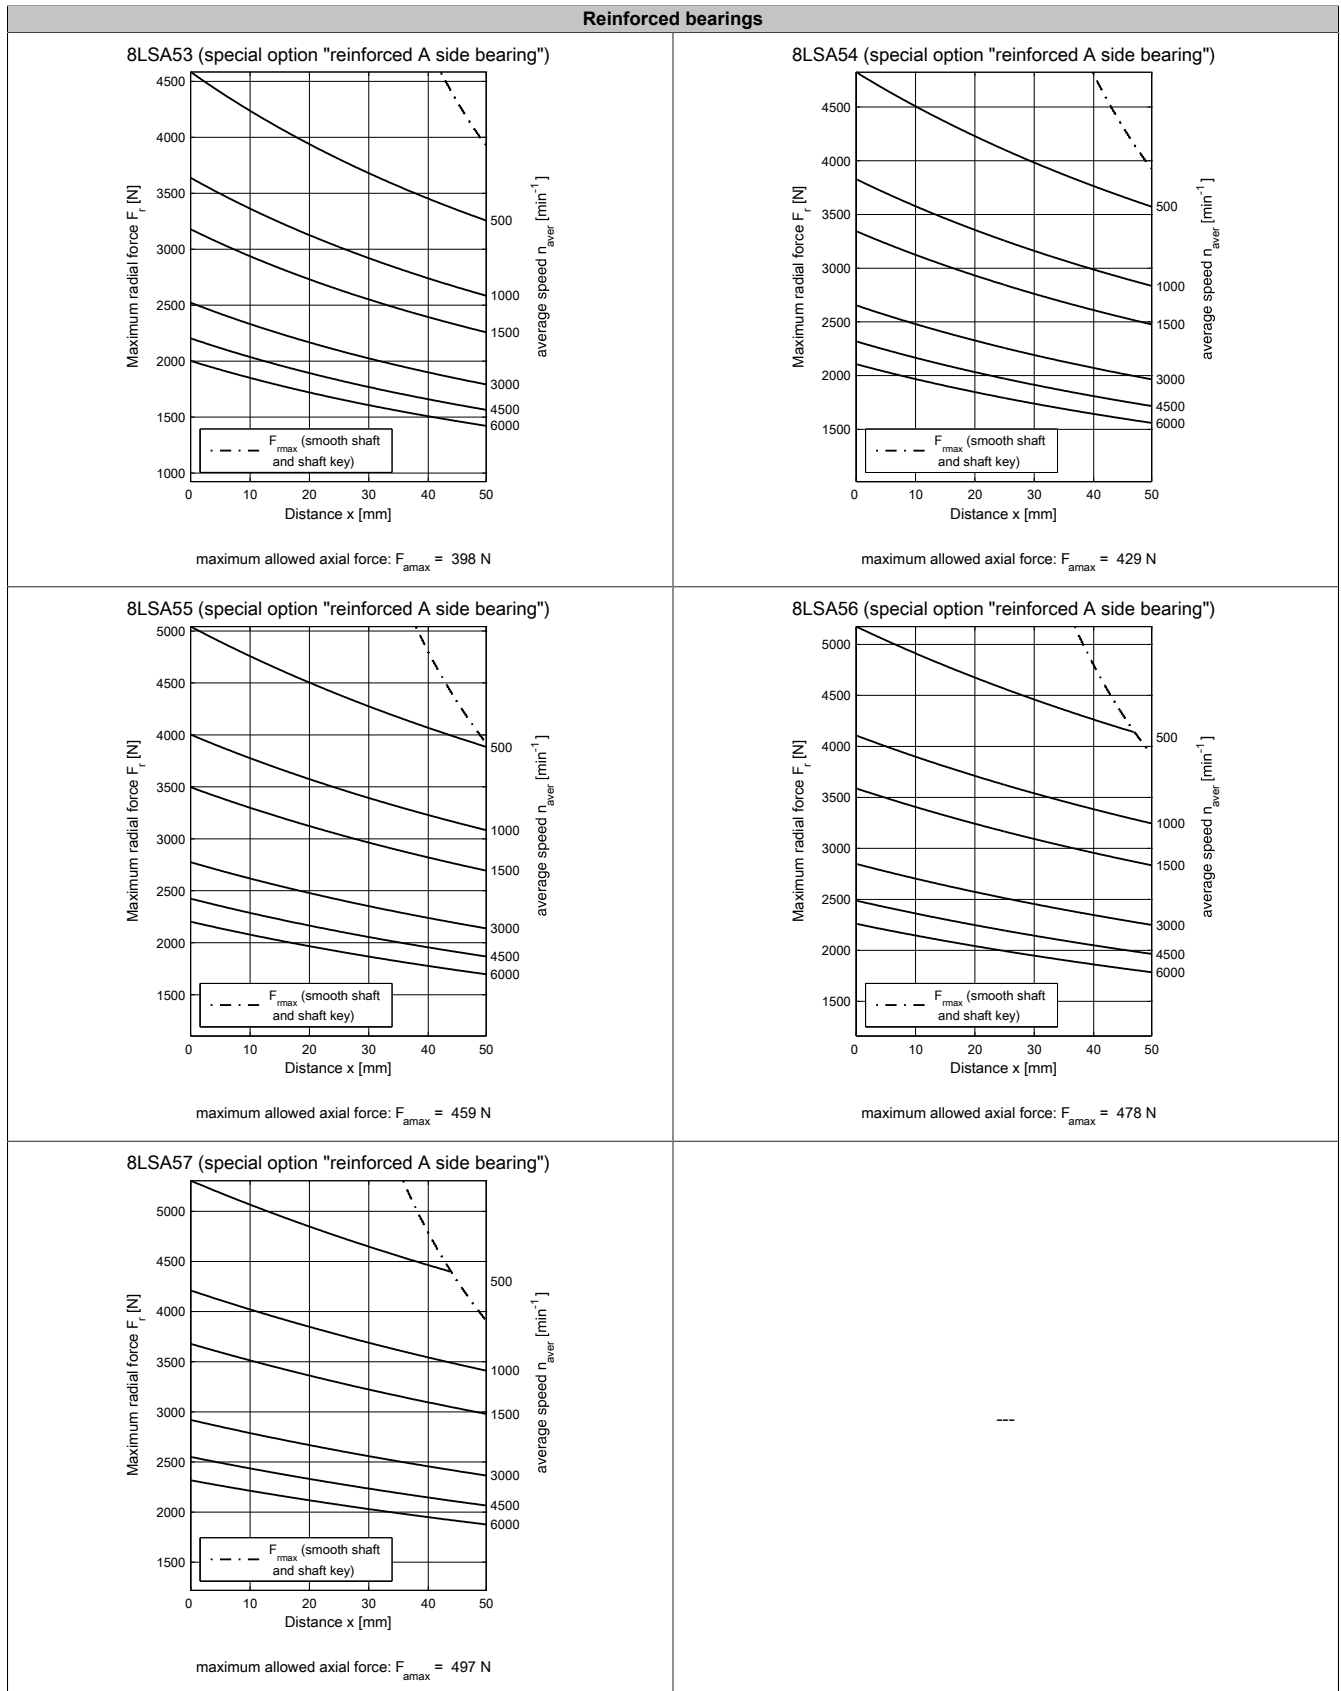 Reinforced bearings
8LSA53 (special option "reinforced A side bearing")
4500
4000
3500
3000
2500
2000
1500
1000
Maximum radial force F_r [N]
0 10 20 30 40 50
Distance x [mm]
500
1000
1500
3000
4500
6000
average speed n_aver [min^-1]
F_rmax (smooth shaft
and shaft key)
maximum allowed axial force: F_amax = 398 N
8LSA54 (special option "reinforced A side bearing")
4500
4000
3500
3000
2500
2000
1500
Maximum radial force F_r [N]
0 10 20 30 40 50
Distance x [mm]
500
1000
1500
3000
4500
6000
average speed n_aver [min^-1]
F_rmax (smooth shaft
and shaft key)
maximum allowed axial force: F_amax = 429 N
8LSA55 (special option "reinforced A side bearing")
5000
4500
4000
3500
3000
2500
2000
1500
Maximum radial force F_r [N]
0 10 20 30 40 50
Distance x [mm]
500
1000
1500
3000
4500
6000
average speed n_aver [min^-1]
F_rmax (smooth shaft
and shaft key)
maximum allowed axial force: F_amax = 459 N
8LSA56 (special option "reinforced A side bearing")
5000
4500
4000
3500
3000
2500
2000
1500
Maximum radial force F_r [N]
0 10 20 30 40 50
Distance x [mm]
500
1000
1500
3000
4500
6000
average speed n_aver [min^-1]
F_rmax (smooth shaft
and shaft key)
maximum allowed axial force: F_amax = 478 N
8LSA57 (special option "reinforced A side bearing")
5000
4500
4000
3500
3000
2500
2000
1500
Maximum radial force F_r [N]
0 10 20 30 40 50
Distance x [mm]
500
1000
1500
3000
4500
6000
average speed n_aver [min^-1]
F_rmax (smooth shaft
and shaft key)
maximum allowed axial force: F_amax = 497 N
---